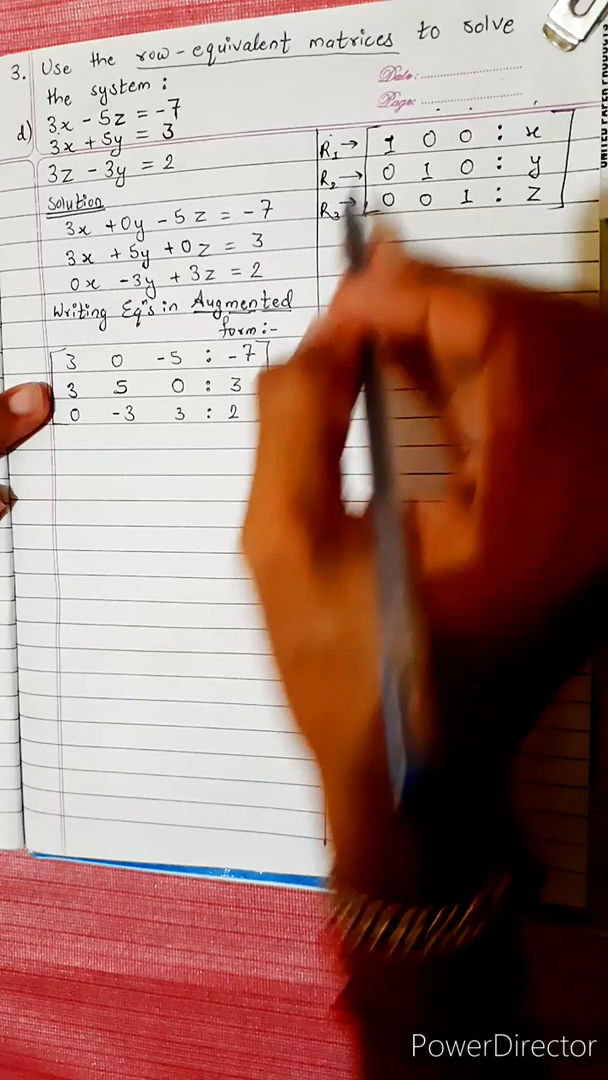 3. Use the row-equivalent matrices to solve
the system:
d) 3x - 5z = -7
3x + 5y = 3
3z - 3y = 2
Date:
Page:
Solution
3x + 0y - 5z = -7
3x + 5y + 0z = 3
0x - 3y + 3z = 2
Writing Eqⁿs in Augmented
form:-
3 0 -5 : -7
3 5 0 : 3
0 -3 3 : 2
R₁→ 1 0 0 : x
R₂→ 0 1 0 : y
R₃ 0 0 1 : z
PowerDirector